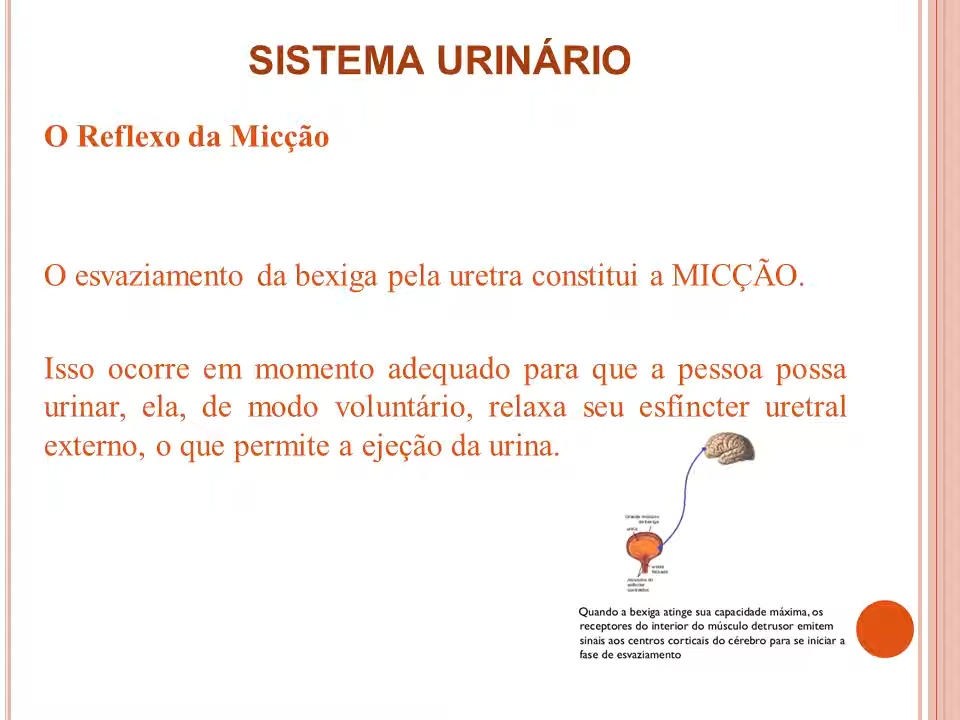 SISTEMA URINÁRIO
O Reflexo da Micção
O esvaziamento da bexiga pela uretra constitui a MICÇÃO.
Isso ocorre em momento adequado para que a pessoa possa
urinar, ela, de modo voluntário, relaxa seu esfíncter uretral
externo, o que permite a ejeção da urina.
Quando a bexiga atinge sua capacidade máxima, os
receptores do interior do músculo detrusor emitem
sinais aos centros corticais do cérebro para se iniciar a
fase de esvaziamento